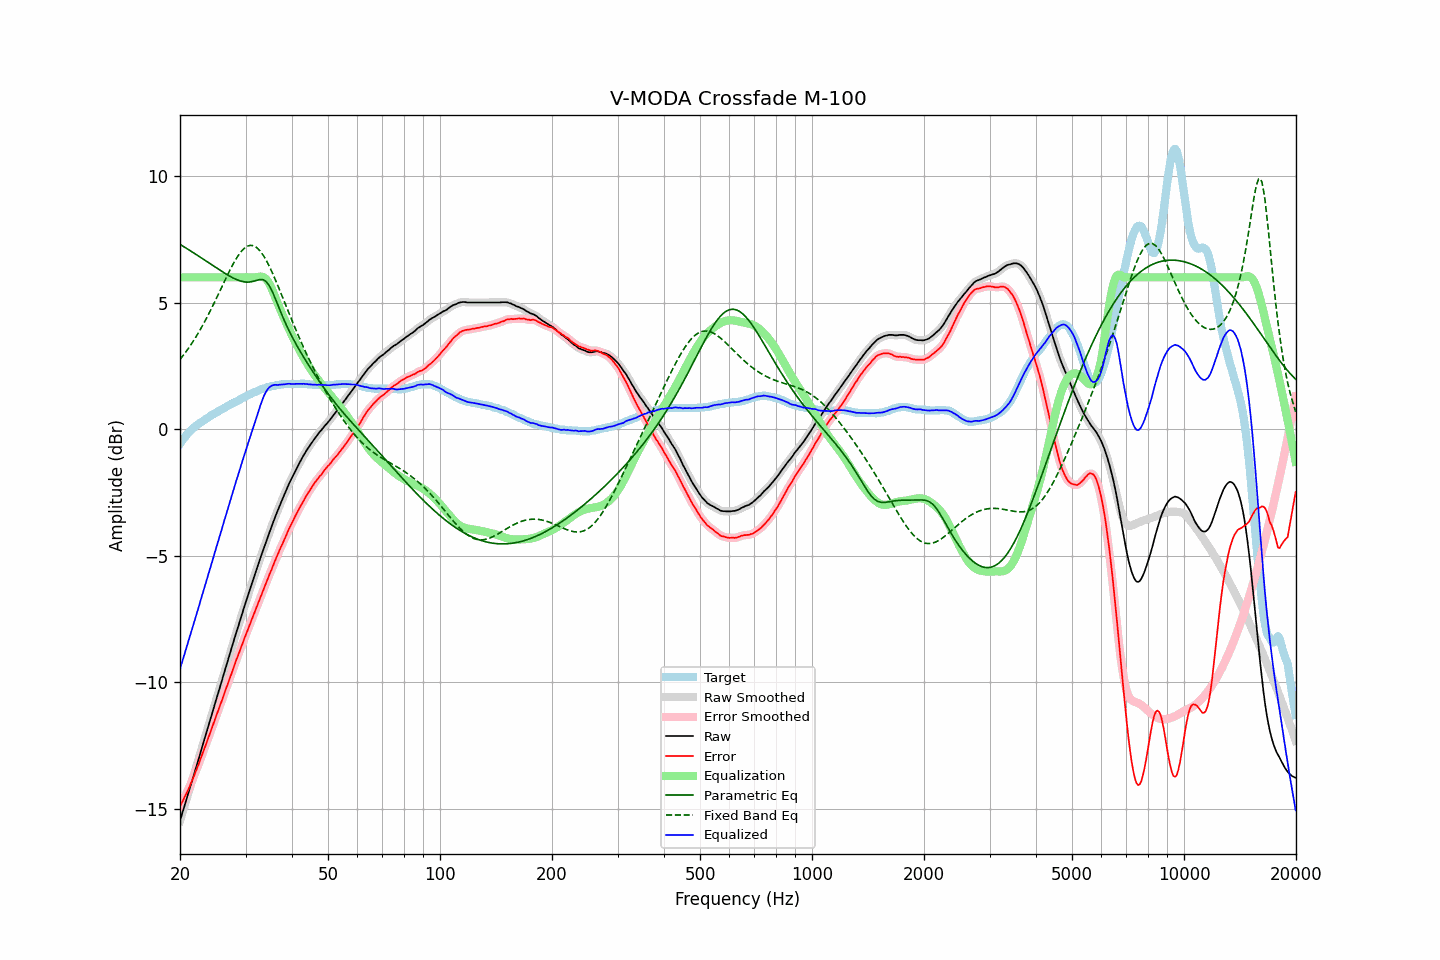 V-MODA Crossfade M-100
Amplitude (dBr)
10
5
0
−5
−10
−15
20
50
100
200
500
1000
2000
5000
10000
20000
Frequency (Hz)
Target
Raw Smoothed
Error Smoothed
Raw
Error
Equalization
Parametric Eq
Fixed Band Eq
Equalized